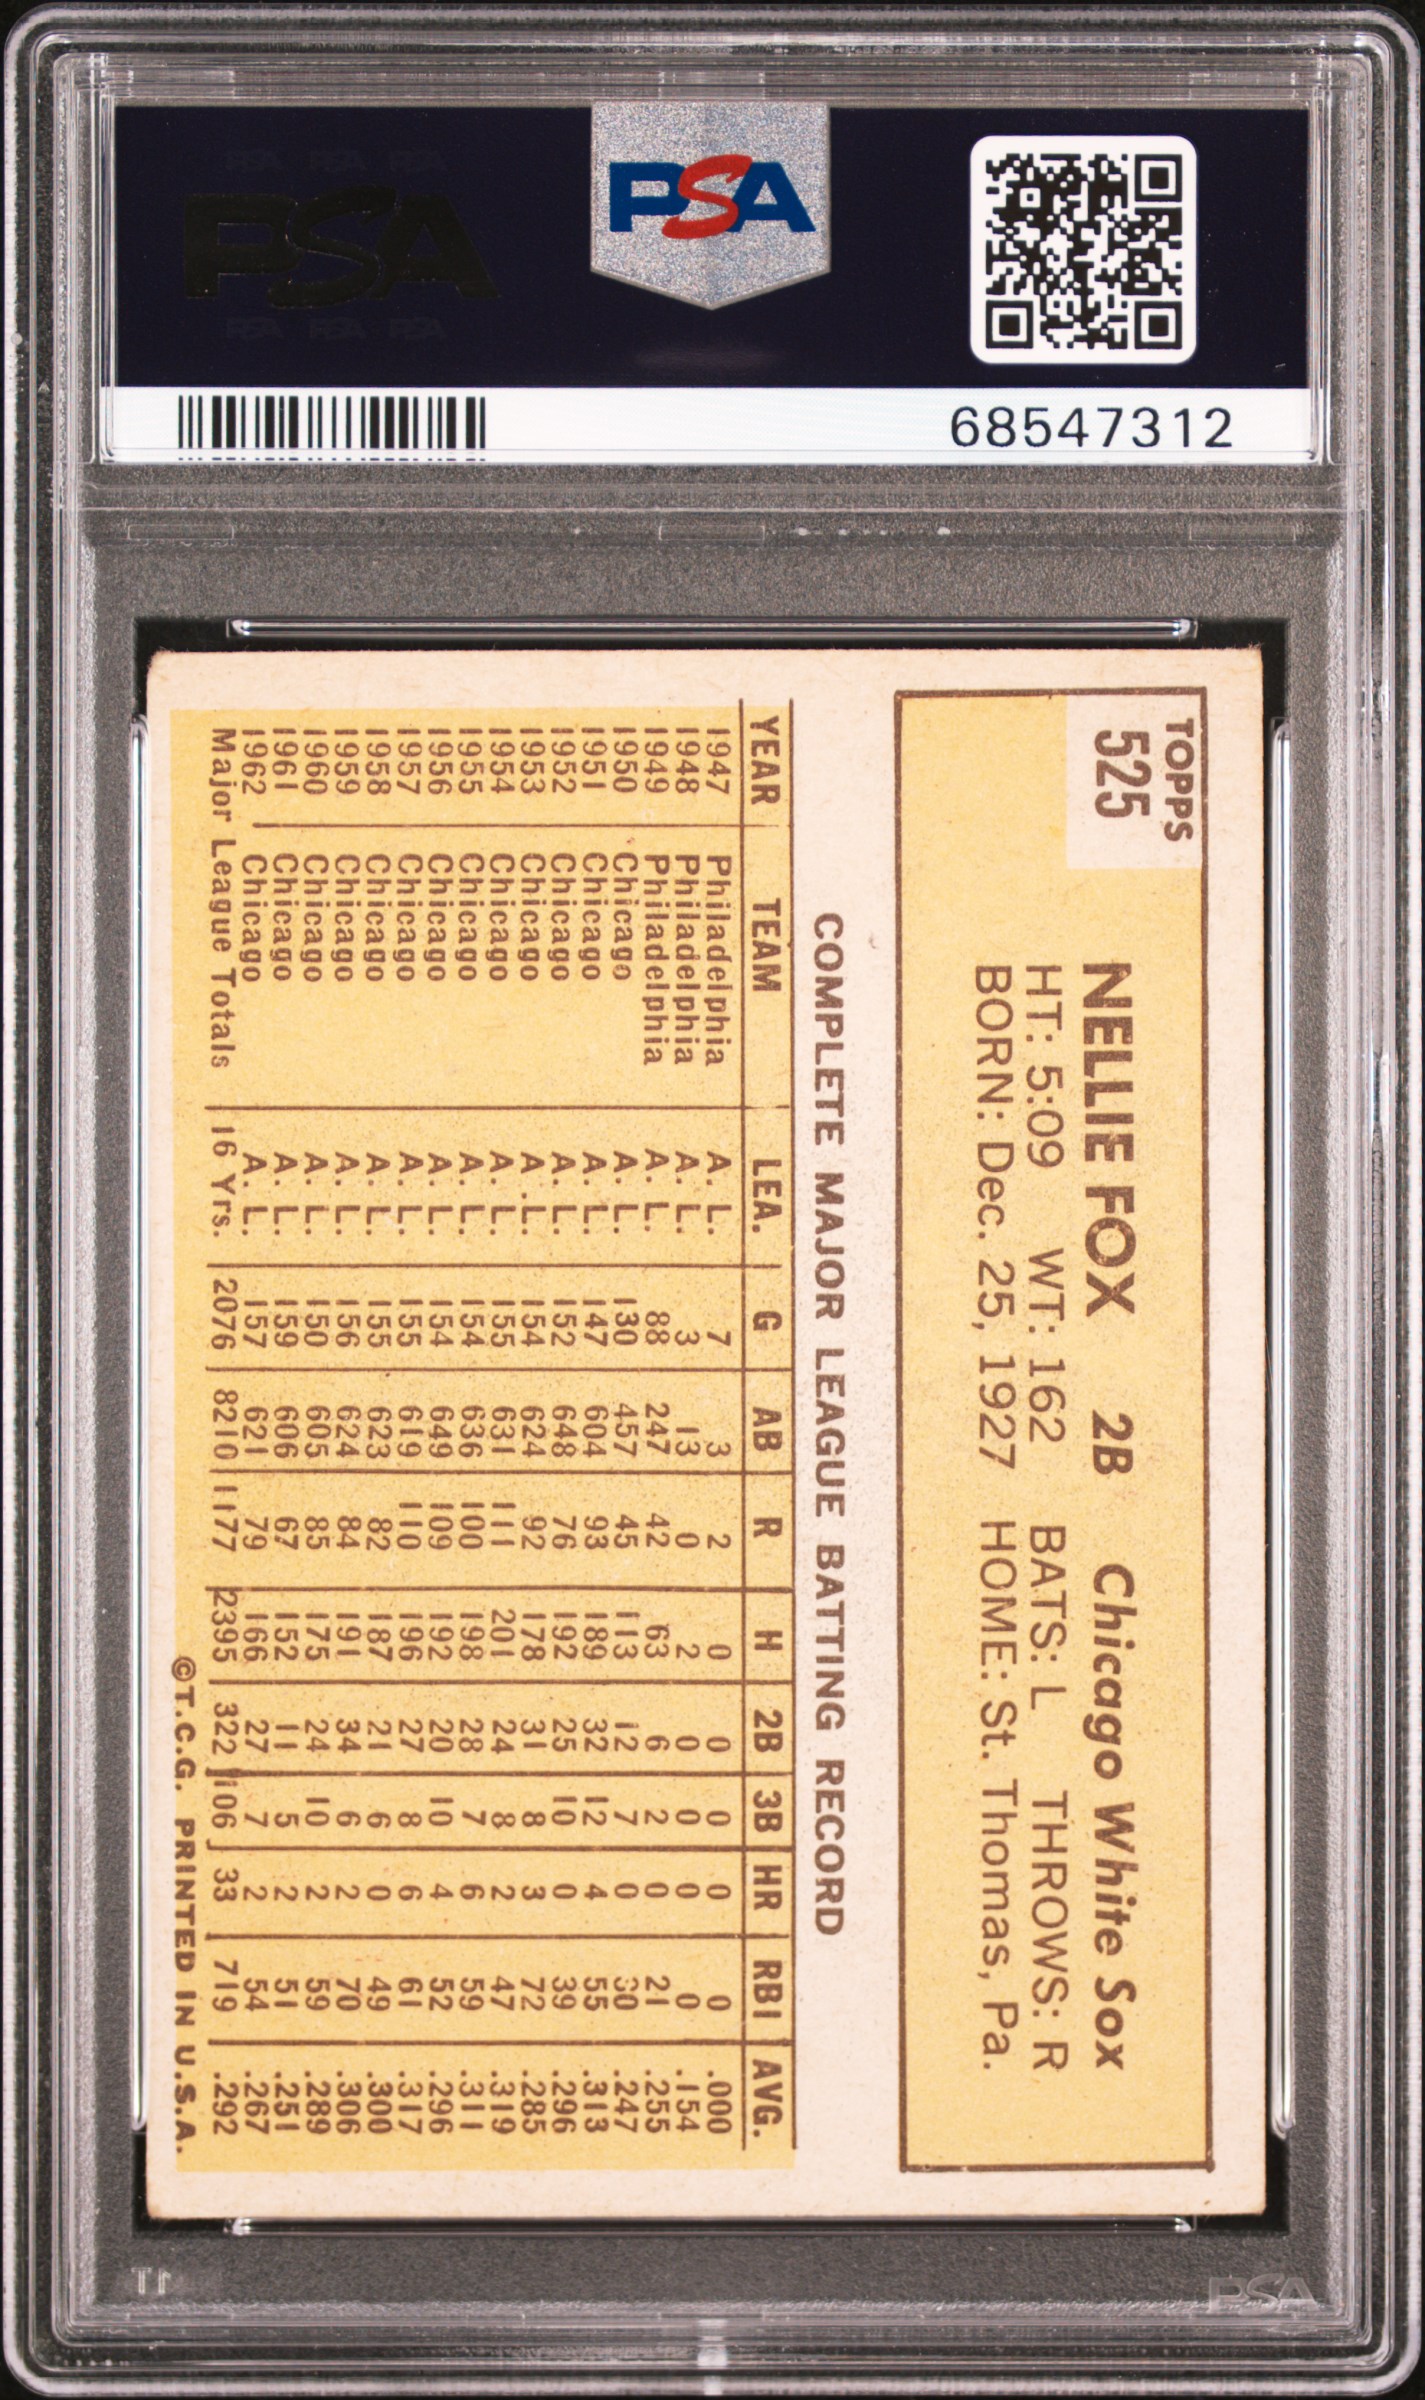 PSA
68547312
TOPPS
525
NELLIE FOX 2B Chicago White Sox
HT: 5:09 WT: 162 BATS: L THROWS: R
BORN: Dec. 25, 1927 HOME: St. Thomas, Pa.
COMPLETE MAJOR LEAGUE BATTING RECORD
YEAR TEAM LEA. G AB R H 2B 3B HR RBI AVG.
1947 Philadelphia A. L. 7 3 2 0 0 0 0 0 .000
1948 Philadelphia A. L. 3 13 0 2 0 0 0 0 .154
1949 Philadelphia A. L. 88 247 42 63 6 2 0 21 .255
1950 Chicago A. L. 130 457 45 113 12 7 0 30 .247
1951 Chicago A. L. 147 604 93 189 32 12 4 55 .313
1952 Chicago A. L. 152 648 76 192 25 10 0 39 .296
1953 Chicago A. L. 154 624 92 178 31 8 3 72 .285
1954 Chicago A. L. 155 631 111 201 24 8 2 47 .319
1955 Chicago A. L. 154 636 100 198 28 7 6 59 .311
1956 Chicago A. L. 154 649 109 192 20 10 4 52 .296
1957 Chicago A. L. 155 619 110 196 27 8 6 61 .317
1958 Chicago A. L. 155 623 82 187 21 6 0 49 .300
1959 Chicago A. L. 156 624 84 191 34 6 2 70 .306
1960 Chicago A. L. 150 605 85 175 24 10 2 59 .289
1961 Chicago A. L. 159 606 67 152 11 5 2 51 .251
1962 Chicago A. L. 157 621 79 166 27 7 2 54 .267
Major League Totals 16 Yrs. 2076 8210 1177 2395 322 106 33 719 .292
©T.C.G. PRINTED IN U.S.A.
PSA